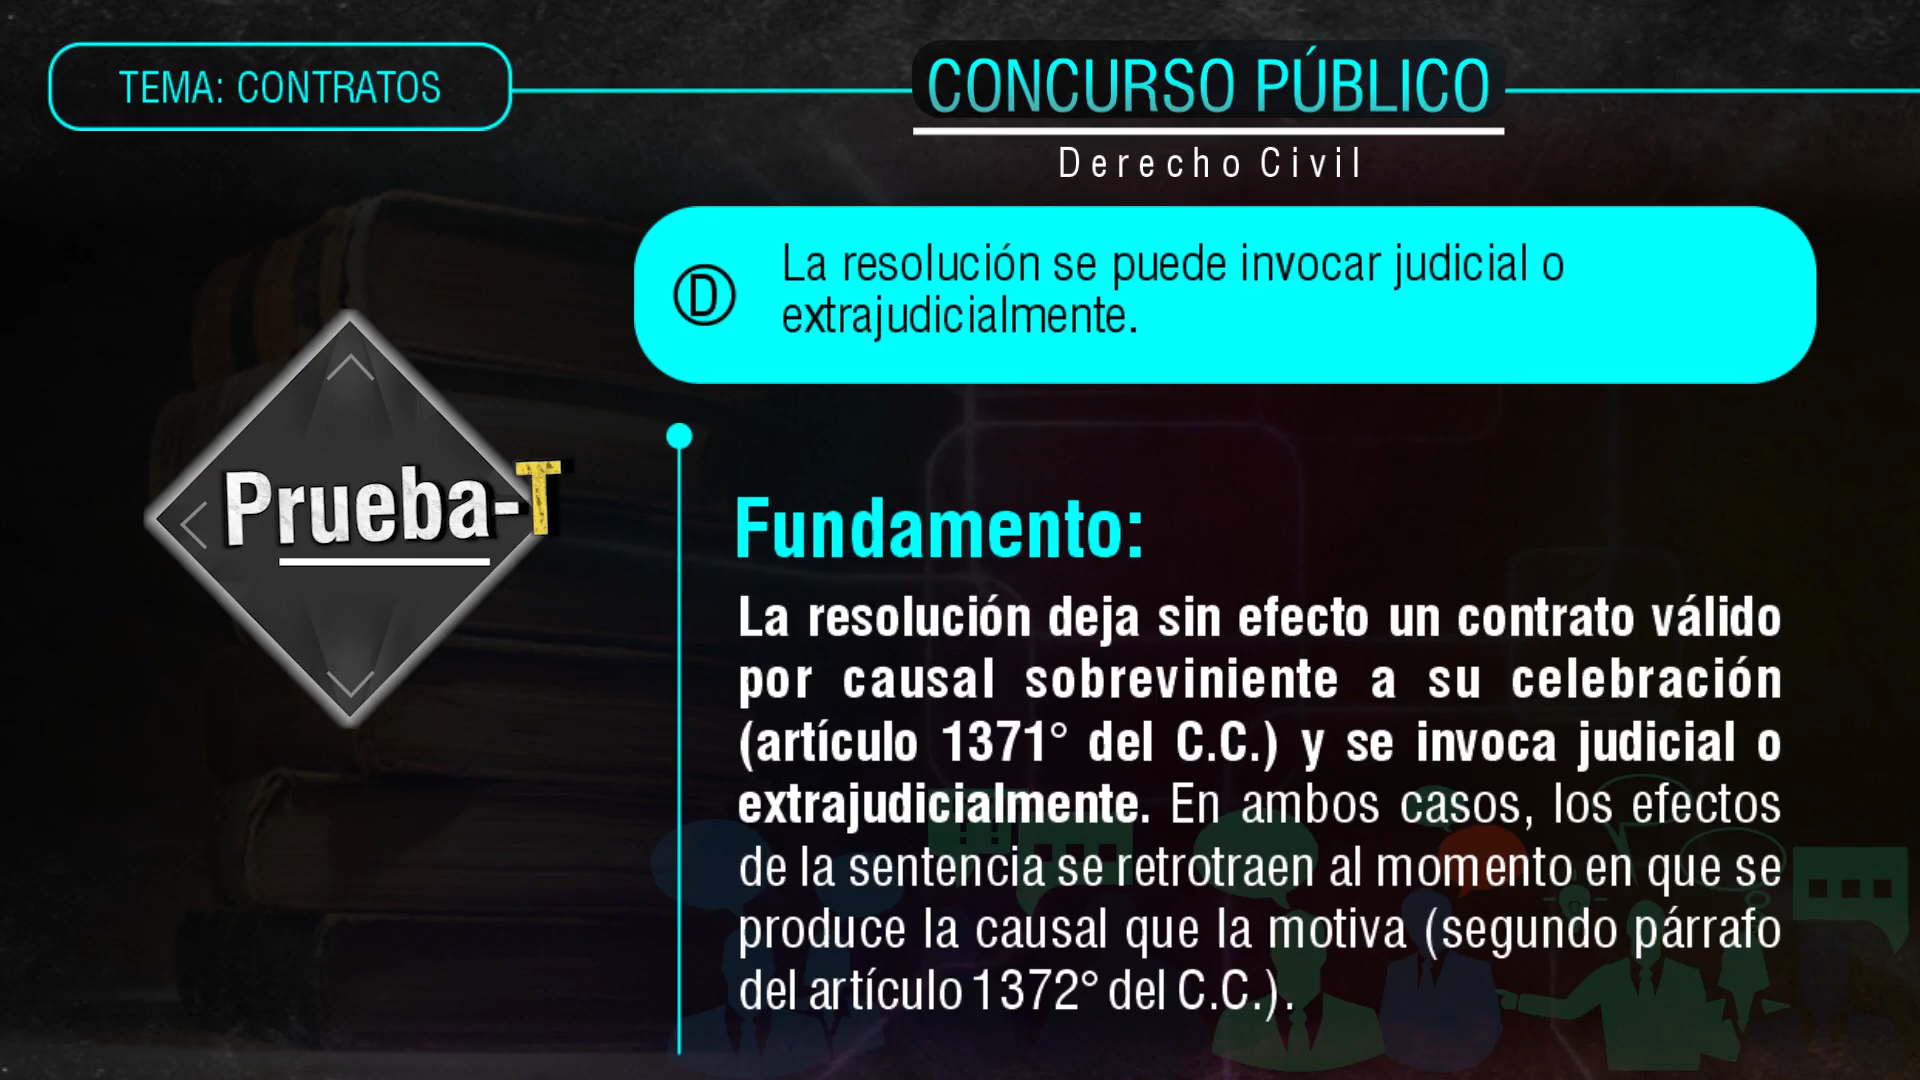 TEMA: CONTRATOS
CONCURSO PÚBLICO
Derecho Civil
D La resolución se puede invocar judicial o
extrajudicialmente.
Prueba-T
Fundamento:
La resolución deja sin efecto un contrato válido
por causal sobreviniente a su celebración
(artículo 1371° del C.C.) y se invoca judicial o
extrajudicialmente. En ambos casos, los efectos
de la sentencia se retrotraen al momento en que se
produce la causal que la motiva (segundo párrafo
del artículo 1372° del C.C.).